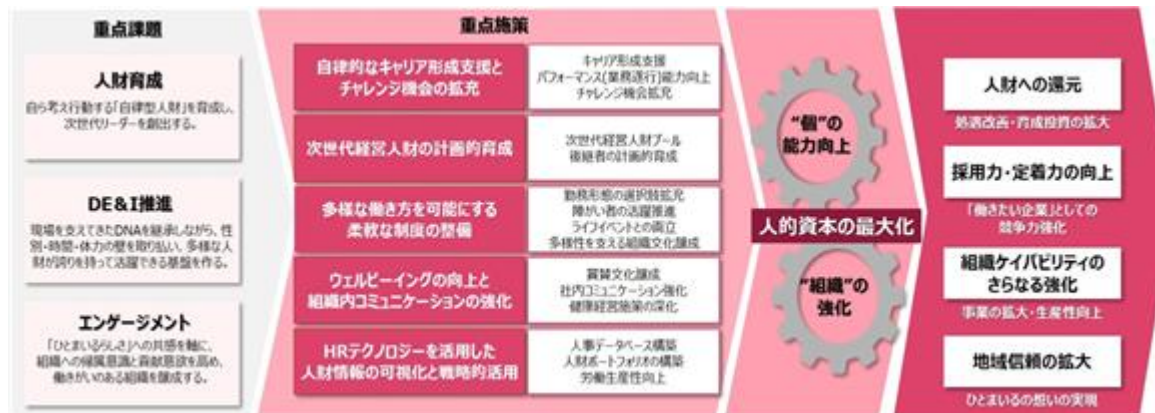 重点課題
人財育成
自ら考え行動する「自律型人財」を育成し、
次世代リーダーを創出する。
DE&I推進
現場を支えてきたDNAを継承しながら、性
別・時間・体力の壁を取り払い、多様な人
財が誇りを持って活躍できる基盤を作る。
エンゲージメント
「ひとまいるらしさ」への共感を軸に、
組織への帰属意識と貢献意欲を高め、
働きがいのある組織を醸成する。
重点施策
自律的なキャリア形成支援と
チャレンジ機会の拡充
キャリア形成支援
パフォーマンス(業務遂行)能力向上
チャレンジ機会拡充
次世代経営人財の計画的育成
次世代経営人財プール
後継者の計画的育成
多様な働き方を可能にする
柔軟な制度の整備
勤務形態の選択肢拡充
障がい者の活躍推進
ライフイベントとの両立
多様性を支える組織文化醸成
ウェルビーイングの向上と
組織内コミュニケーションの強化
賞賛文化醸成
社内コミュニケーション強化
健康経営施策の深化
HRテクノロジーを活用した
人財情報の可視化と戦略的活用
人事データベース構築
人財ポートフォリオの構築
労働生産性向上
“個”の
能力向上
人的資本の最大化
“組織”の
強化
人財への還元
処遇改善・育成投資の拡大
採用力・定着力の向上
「働きたい企業」としての
競争力強化
組織ケイパビリティの
さらなる強化
事業の拡大・生産性向上
地域信頼の拡大
ひとまいるの想いの実現